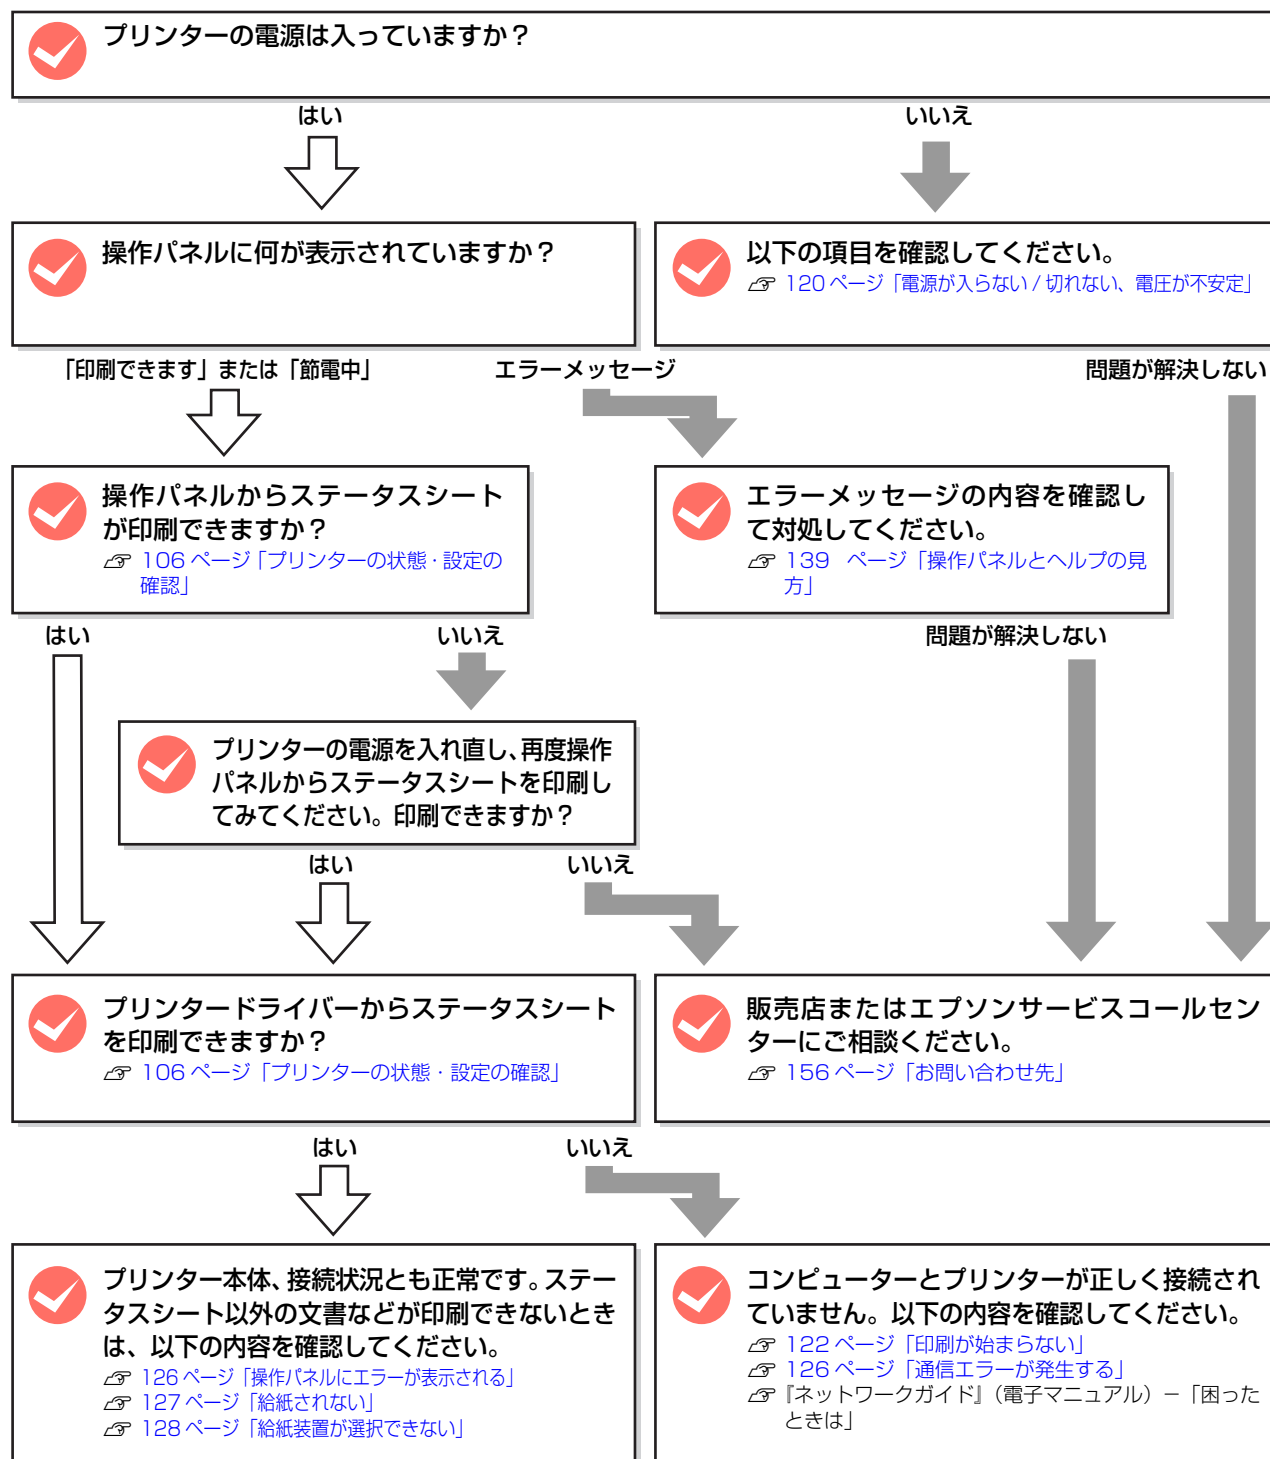 プリンターの電源は入っていますか？
はい
いいえ
操作パネルに何が表示されていますか？
以下の項目を確認してください。
120 ページ「電源が入らない / 切れない、電圧が不安定」
「印刷できます」または「節電中」
エラーメッセージ
問題が解決しない
操作パネルからステータスシート
が印刷できますか？
106 ページ「プリンターの状態・設定の
確認」
エラーメッセージの内容を確認し
て対処してください。
139 ページ「操作パネルとヘルプの見
方」
はい
いいえ
問題が解決しない
プリンターの電源を入れ直し、再度操作
パネルからステータスシートを印刷し
てみてください。印刷できますか？
はい
いいえ
プリンタードライバーからステータスシート
を印刷できますか？
106 ページ「プリンターの状態・設定の確認」
販売店またはエプソンサービスコールセン
ターにご相談ください。
156 ページ「お問い合わせ先」
はい
いいえ
プリンター本体、接続状況とも正常です。ステー
タスシート以外の文書などが印刷できないとき
は、以下の内容を確認してください。
126 ページ「操作パネルにエラーが表示される」
127 ページ「給紙されない」
128 ページ「給紙装置が選択できない」
コンピューターとプリンターが正しく接続され
ていません。以下の内容を確認してください。
122 ページ「印刷が始まらない」
126 ページ「通信エラーが発生する」
『ネットワークガイド』（電子マニュアル）－「困った
ときは」